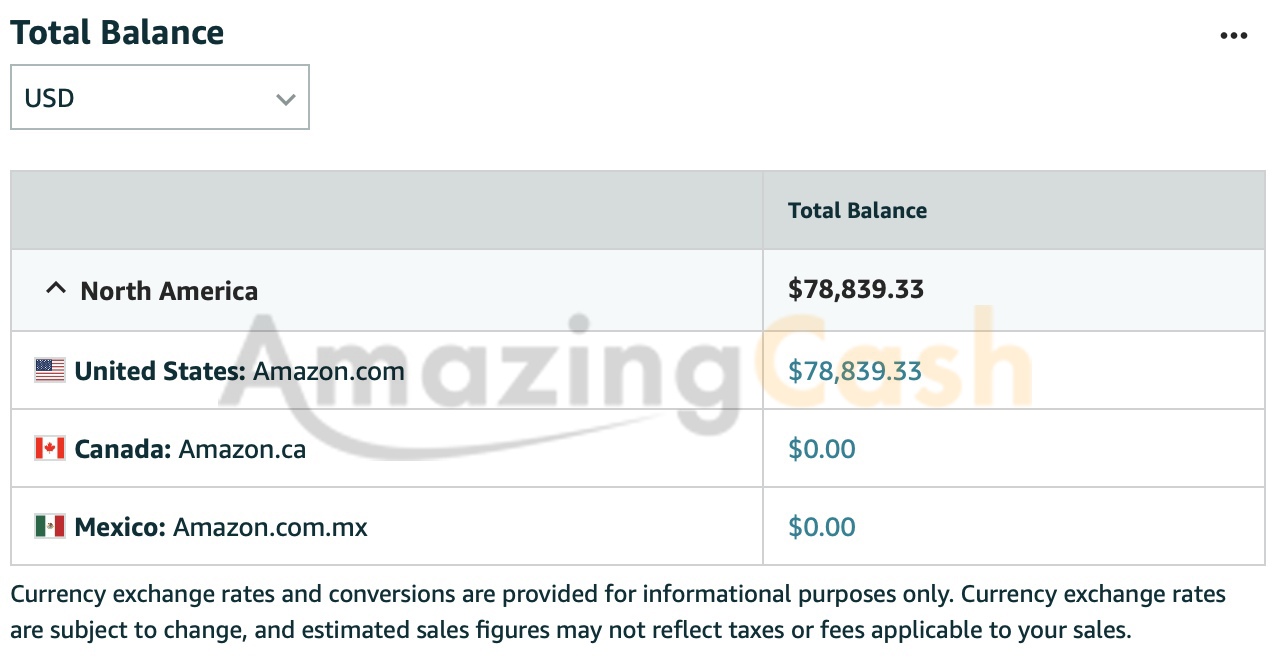 Total Balance
USD
Total Balance
North America
$78,839.33
United States: Amazon.com
$78,839.33
Canada: Amazon.ca
$0.00
Mexico: Amazon.com.mx
$0.00
AmazingCash
Currency exchange rates and conversions are provided for informational purposes only. Currency exchange rates
are subject to change, and estimated sales figures may not reflect taxes or fees applicable to your sales.